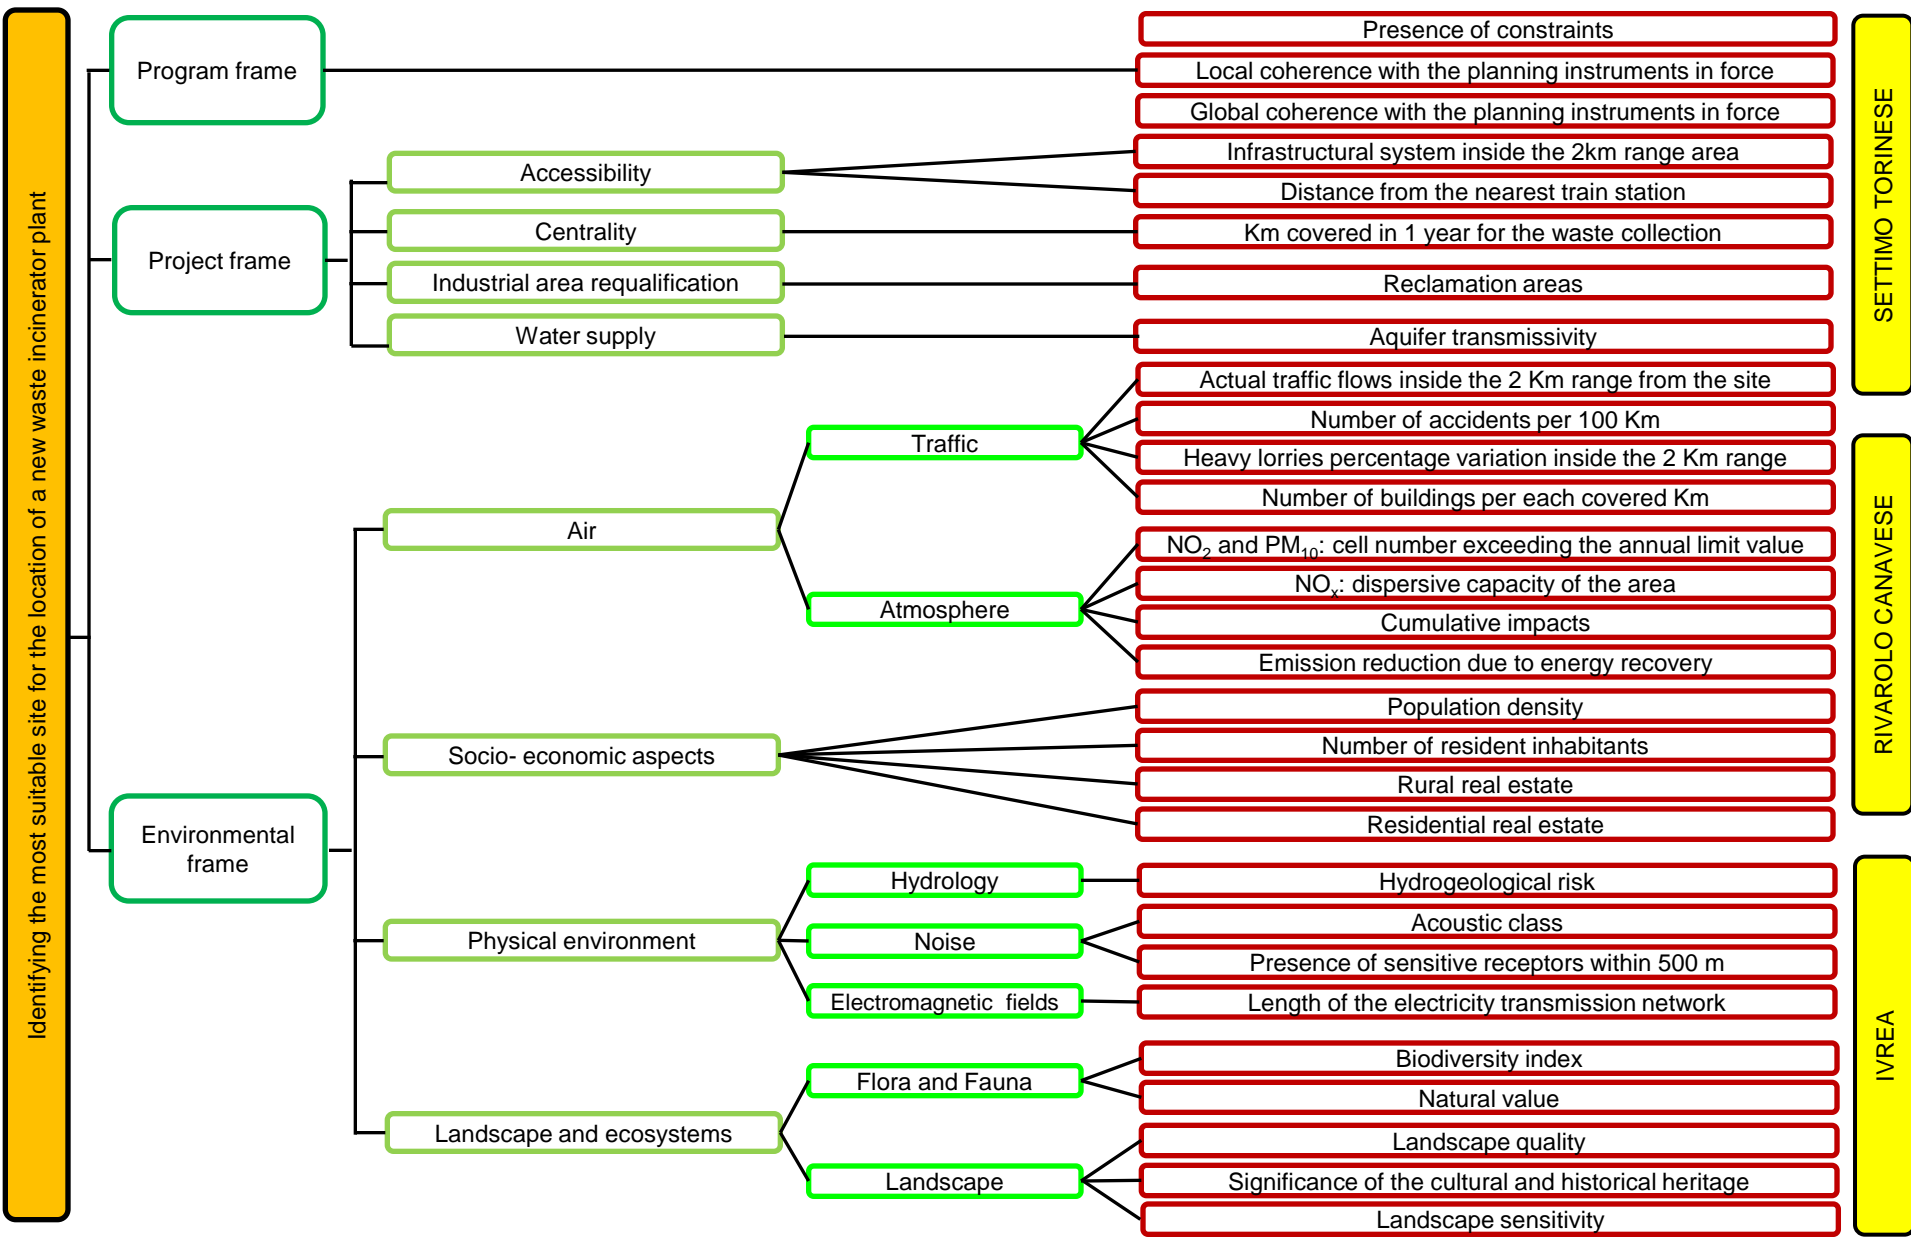 Identifying the most suitable site for the location of a new waste incinerator plant
Program frame
Presence of constraints
Local coherence with the planning instruments in force
Global coherence with the planning instruments in force
Project frame
Accessibility
Infrastructural system inside the 2km range area
Distance from the nearest train station
Centrality
Km covered in 1 year for the waste collection
Industrial area requalification
Reclamation areas
Water supply
Aquifer transmissivity
Environmental
frame
Air
Traffic
Actual traffic flows inside the 2 Km range from the site
Number of accidents per 100 Km
Heavy lorries percentage variation inside the 2 Km range
Number of buildings per each covered Km
Atmosphere
NO₂ and PM₁₀: cell number exceeding the annual limit value
NOₓ: dispersive capacity of the area
Cumulative impacts
Emission reduction due to energy recovery
Socio- economic aspects
Population density
Number of resident inhabitants
Rural real estate
Residential real estate
Physical environment
Hydrology
Hydrogeological risk
Noise
Acoustic class
Presence of sensitive receptors within 500 m
Electromagnetic fields
Length of the electricity transmission network
Landscape and ecosystems
Flora and Fauna
Biodiversity index
Natural value
Landscape
Landscape quality
Significance of the cultural and historical heritage
Landscape sensitivity
SETTIMO TORINESE
RIVAROLO CANAVESE
IVREA